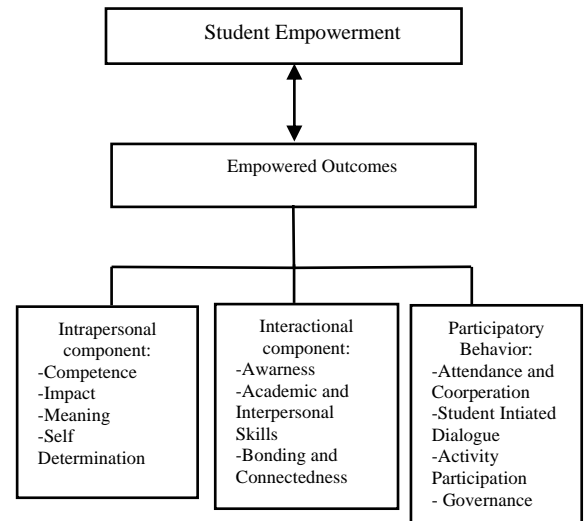 Student Empowerment
Empowered Outcomes
Intrapersonal
component:
-Competence
-Impact
-Meaning
-Self
Determination
Interactional
component:
-Awarness
-Academic and
Interpersonal
Skills
-Bonding and
Connectedness
Participatory
Behavior:
-Attendance and
Coorperation
-Student Intiated
Dialogue
-Activity
Participation
- Governance